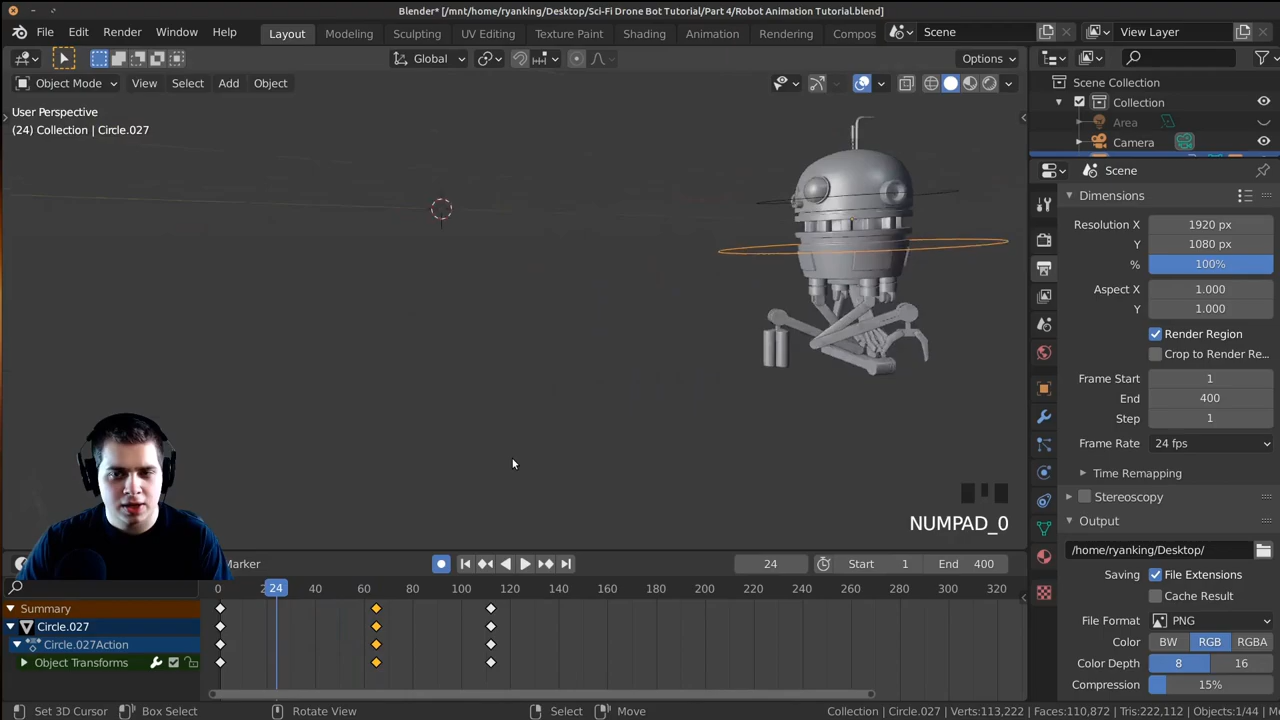 Blender* [/mnt/home/ryanking/Desktop/Sci-Fi Drone Bot Tutorial/Part 4/Robot Animation Tutorial.blend]
File Edit Render Window Help Layout Modeling Sculpting UV Editing Texture Paint Shading Animation Rendering Compos Scene View Layer
Global Options
Object Mode View Select Add Object
Scene Collection
Collection
Area
Camera
User Perspective
(24) Collection | Circle.027
Scene
Dimensions
Resolution X 1920 px
Y 1080 px
% 100%
Aspect X 1.000
Y 1.000
Render Region
Crop to Render Re...
Frame Start 1
End 400
Step 1
Frame Rate 24 fps
Time Remapping
Stereoscopy
Output
/home/ryanking/Desktop/
Saving File Extensions
Cache Result
File Format PNG
Color BW RGB RGBA
Color Depth 8 16
Compression 15%
NUMPAD_0
Marker 24 Start 1 End 400
0 24 40 60 80 100 120 140 160 180 200 220 240 260 280 300 320
Summary
Circle.027
Circle.027Action
Object Transforms
Set 3D Cursor Box Select Rotate View Select Move Collection | Circle.027 | Verts:113,222 | Faces:110,872 | Tris:222,112 | Objects:1/44 | Mem